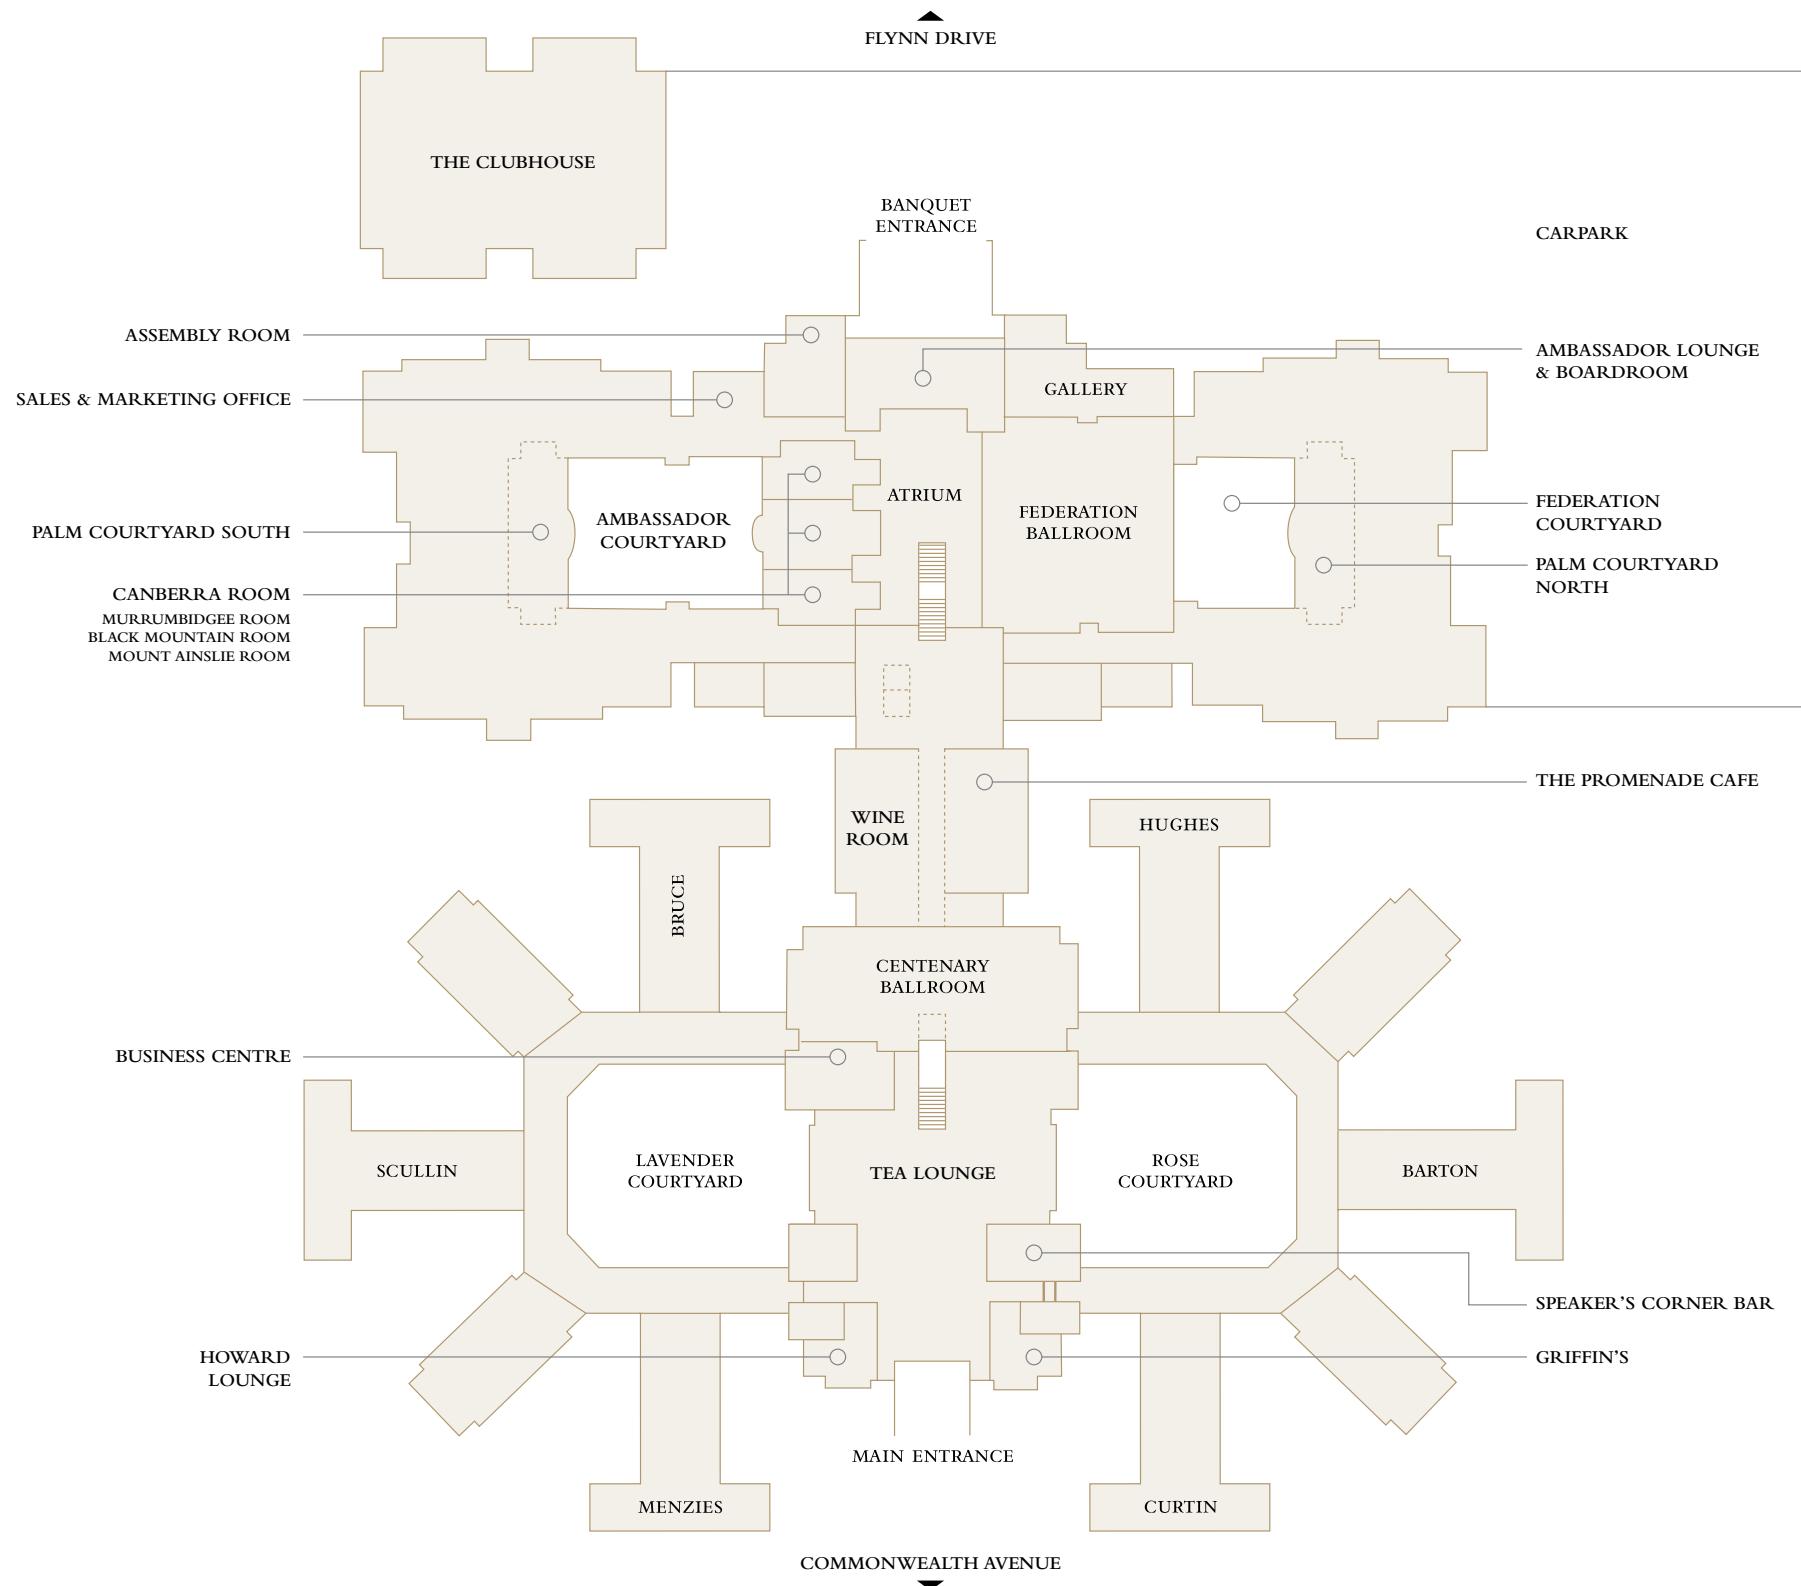 FLYNN DRIVE
THE CLUBHOUSE
BANQUET
ENTRANCE
CARPARK
ASSEMBLY ROOM
AMBASSADOR LOUNGE
& BOARDROOM
GALLERY
SALES & MARKETING OFFICE
ATRIUM
FEDERATION
BALLROOM
FEDERATION
COURTYARD
AMBASSADOR
COURTYARD
PALM COURTYARD SOUTH
PALM COURTYARD
NORTH
CANBERRA ROOM
MURRUMBIDGEE ROOM
BLACK MOUNTAIN ROOM
MOUNT AINSLIE ROOM
THE PROMENADE CAFE
WINE
ROOM
HUGHES
BRUCE
CENTENARY
BALLROOM
BUSINESS CENTRE
SCULLIN
LAVENDER
COURTYARD
TEA LOUNGE
ROSE
COURTYARD
BARTON
SPEAKER'S CORNER BAR
HOWARD
LOUNGE
GRIFFIN'S
MAIN ENTRANCE
MENZIES
CURTIN
COMMONWEALTH AVENUE